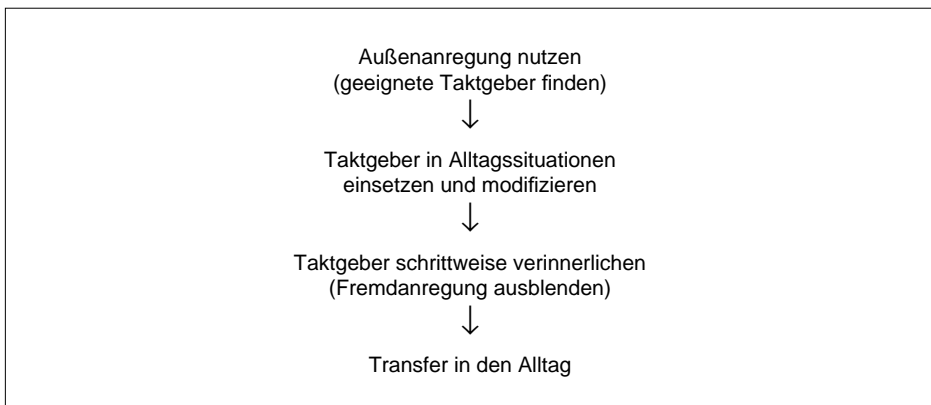 Außenanregung nutzen
(geeignete Taktgeber finden)
Taktgeber in Alltagssituationen
einsetzen und modifizieren
Taktgeber schrittweise verinnerlichen
(Fremdanregung ausblenden)
Transfer in den Alltag